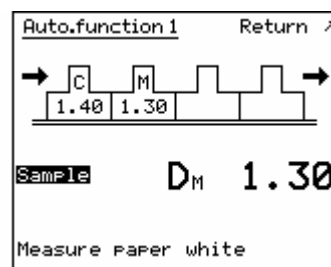 Auto.function 1 Return
C M
1.40 1.30
Sample DM 1.30
Measure paper white